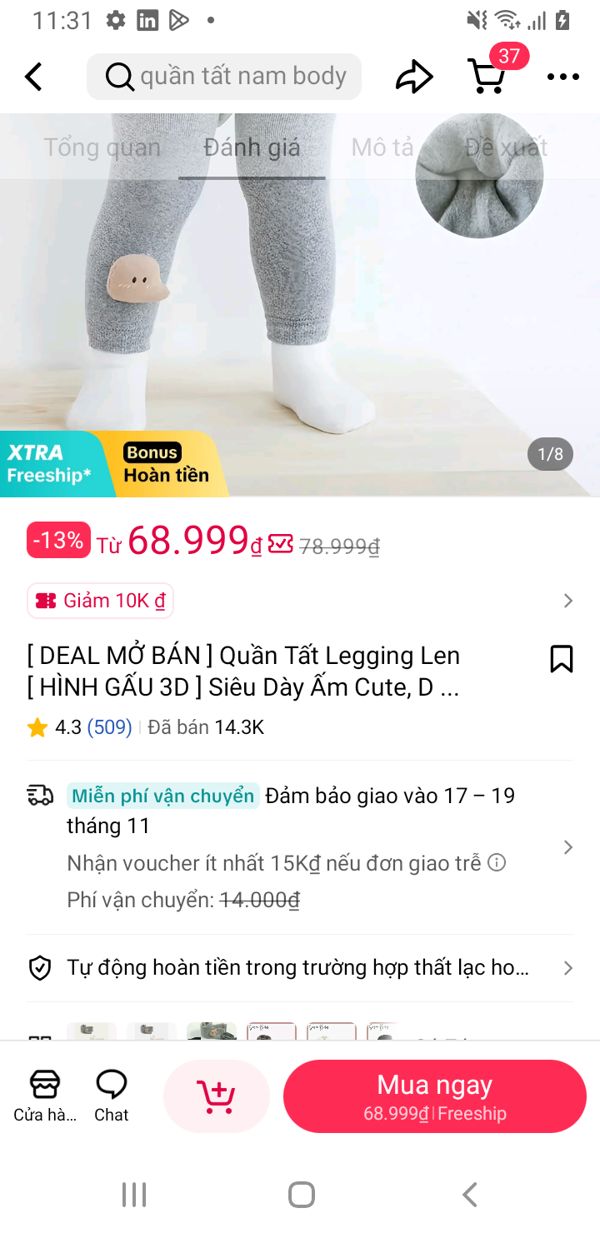 11:31
quần tất nam body
37
Tổng quan Đánh giá Mô tả Đề xuất
XTRA
Freeship*
Bonus
Hoàn tiền
1/8
-13% Từ 68.999₫ 78.999₫
Giảm 10K ₫
[ DEAL MỞ BÁN ] Quần Tất Legging Len
[ HÌNH GẤU 3D ] Siêu Dày Ấm Cute, D ...
4.3 (509) Đã bán 14.3K
Miễn phí vận chuyển Đảm bảo giao vào 17 – 19
tháng 11
Nhận voucher ít nhất 15K₫ nếu đơn giao trễ
Phí vận chuyển: 14.000₫
Tự động hoàn tiền trong trường hợp thất lạc ho...
Cửa hà...
Chat
Mua ngay
68.999₫ | Freeship